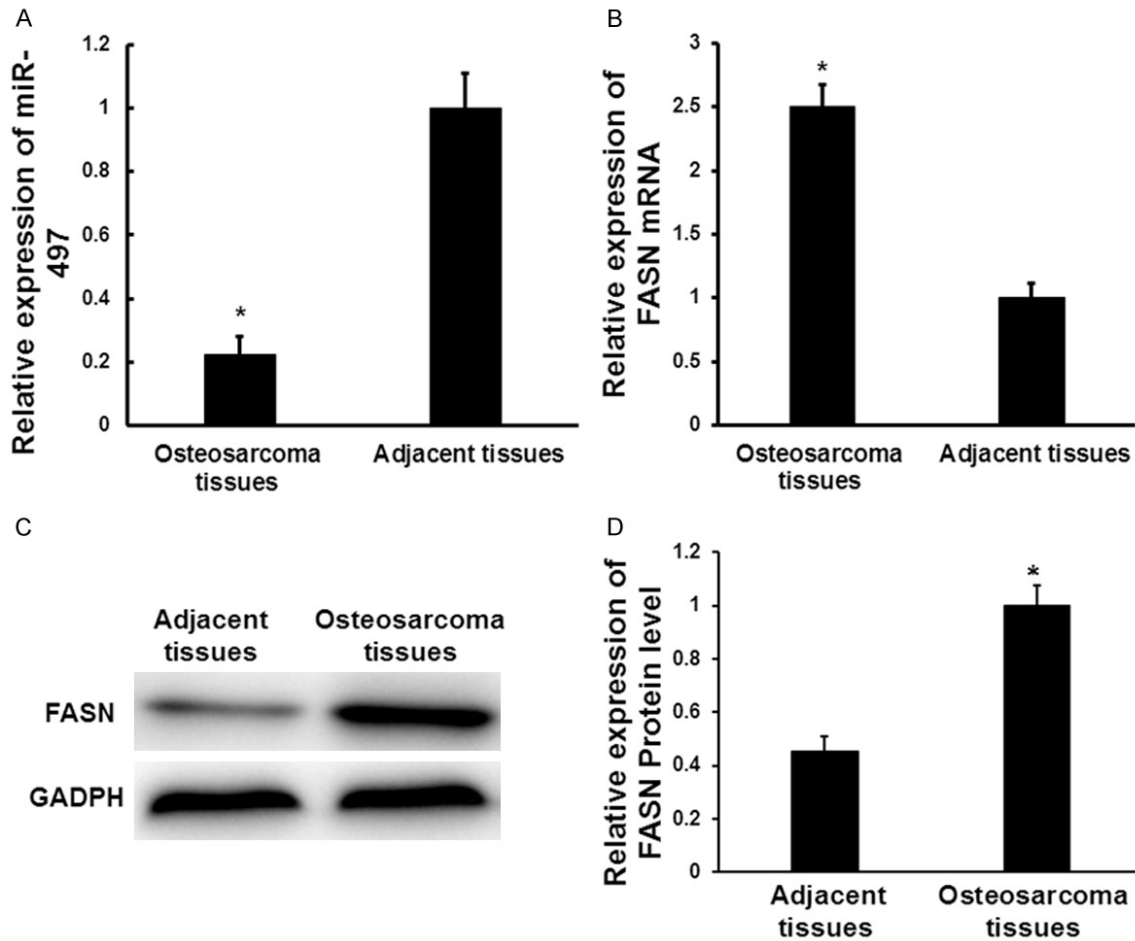 A
Relative expression of miR-
497
1.2
1
0.8
0.6
0.4
0.2
0
*
Osteosarcoma
tissues
Adjacent tissues
B
Relative expression of
FASN mRNA
3
2.5
2
1.5
1
0.5
0
*
Osteosarcoma
tissues
Adjacent tissues
C
Adjacent
tissues
Osteosarcoma
tissues
FASN
GADPH
D
Relative expression of
FASN Protein level
1.2
1
0.8
0.6
0.4
0.2
0
*
Adjacent
tissues
Osteosarcoma
tissues